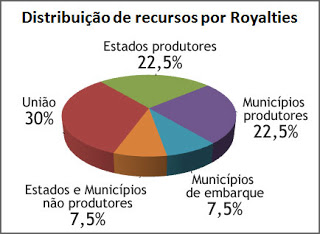 Distribuição de recursos por Royalties
Estados produtores
22,5%
União
30%
Municípios
produtores
22,5%
Estados e Municípios
não produtores
7,5%
Municípios
de embarque
7,5%